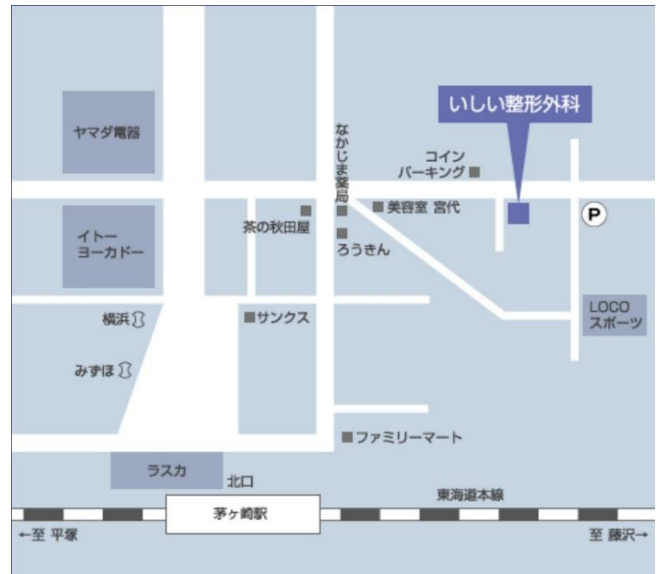 いしい整形外科
ヤマダ電器
なかじま薬局
コイン
パーキング
茶の秋田屋
美容室 宮代
P
イトー
ヨーカドー
ろうきん
横浜
サンクス
LOCO
スポーツ
みずほ
ファミリーマート
ラスカ
北口
東海道本線
茅ヶ崎駅
←至 平塚
至 藤沢→